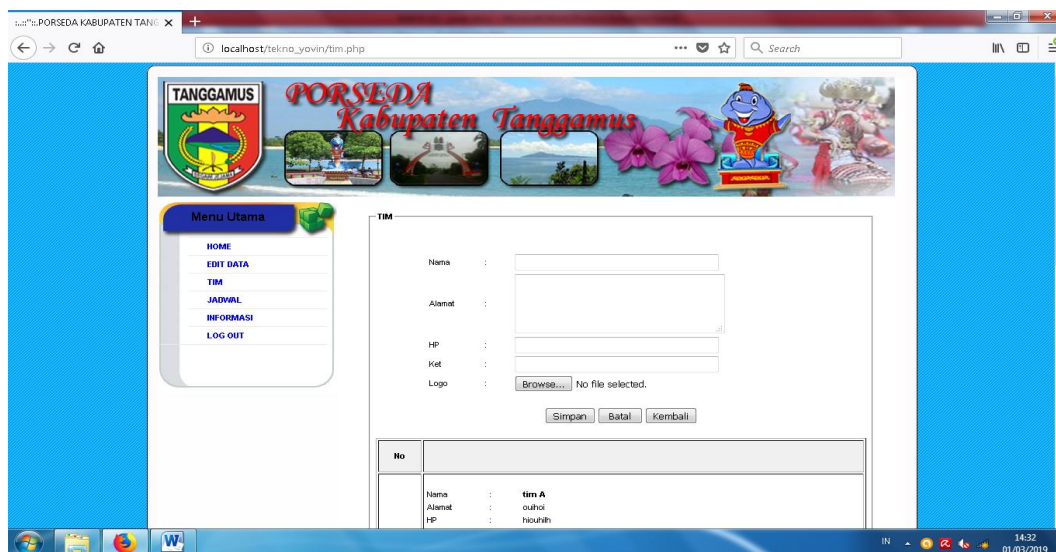 :..::"::.PORSEDA KABUPATEN TANG
localhost/tekno_yovin/tim.php
Search
TANGGAMUS
PORSEDA
Kabupaten Tanggamus
Menu Utama
HOME
EDIT DATA
TIM
JADWAL
INFORMASI
LOG OUT
TIM
Nama :
Alamat :
HP :
Ket :
Logo : Browse... No file selected.
Simpan Batal Kembali
No
Nama : tim A
Alamat : ouihoi
HP : hiouhilh
IN
14:32
01/03/2019